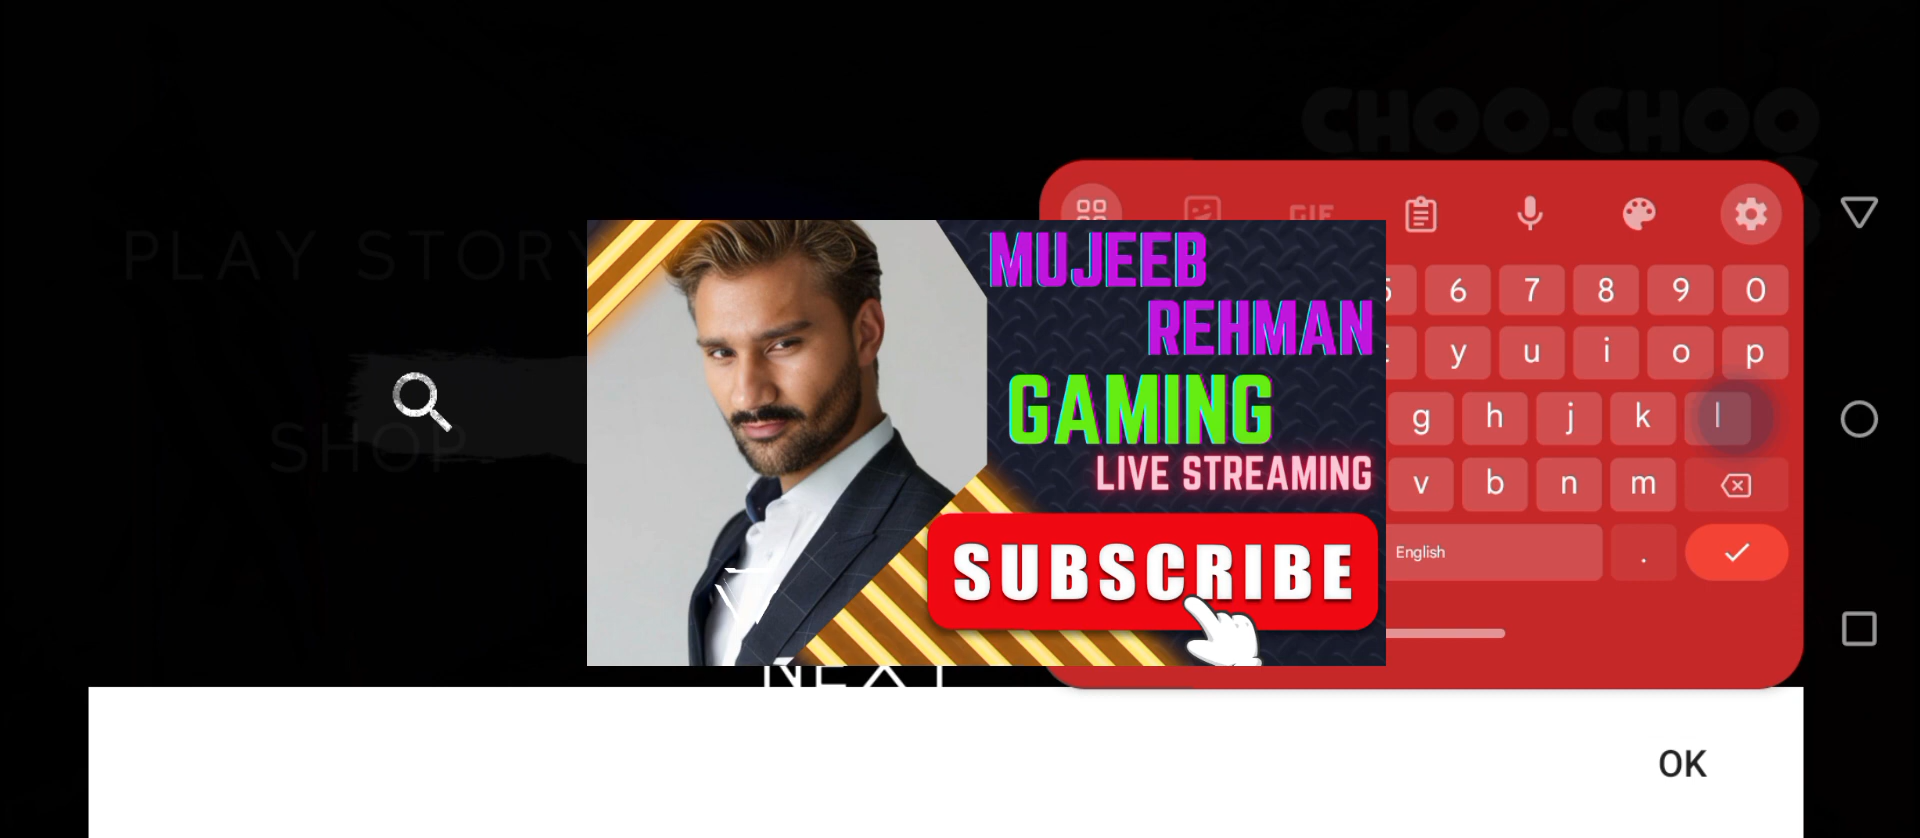 CHOO-CHOO
PLAY STORY
SHOP
GIF
MUJEEB
REHMAN
GAMING
LIVE STREAMING
SUBSCRIBE
6 7 8 9 0
y u i o p
g h j k l
v b n m
English .
NEXT
OK